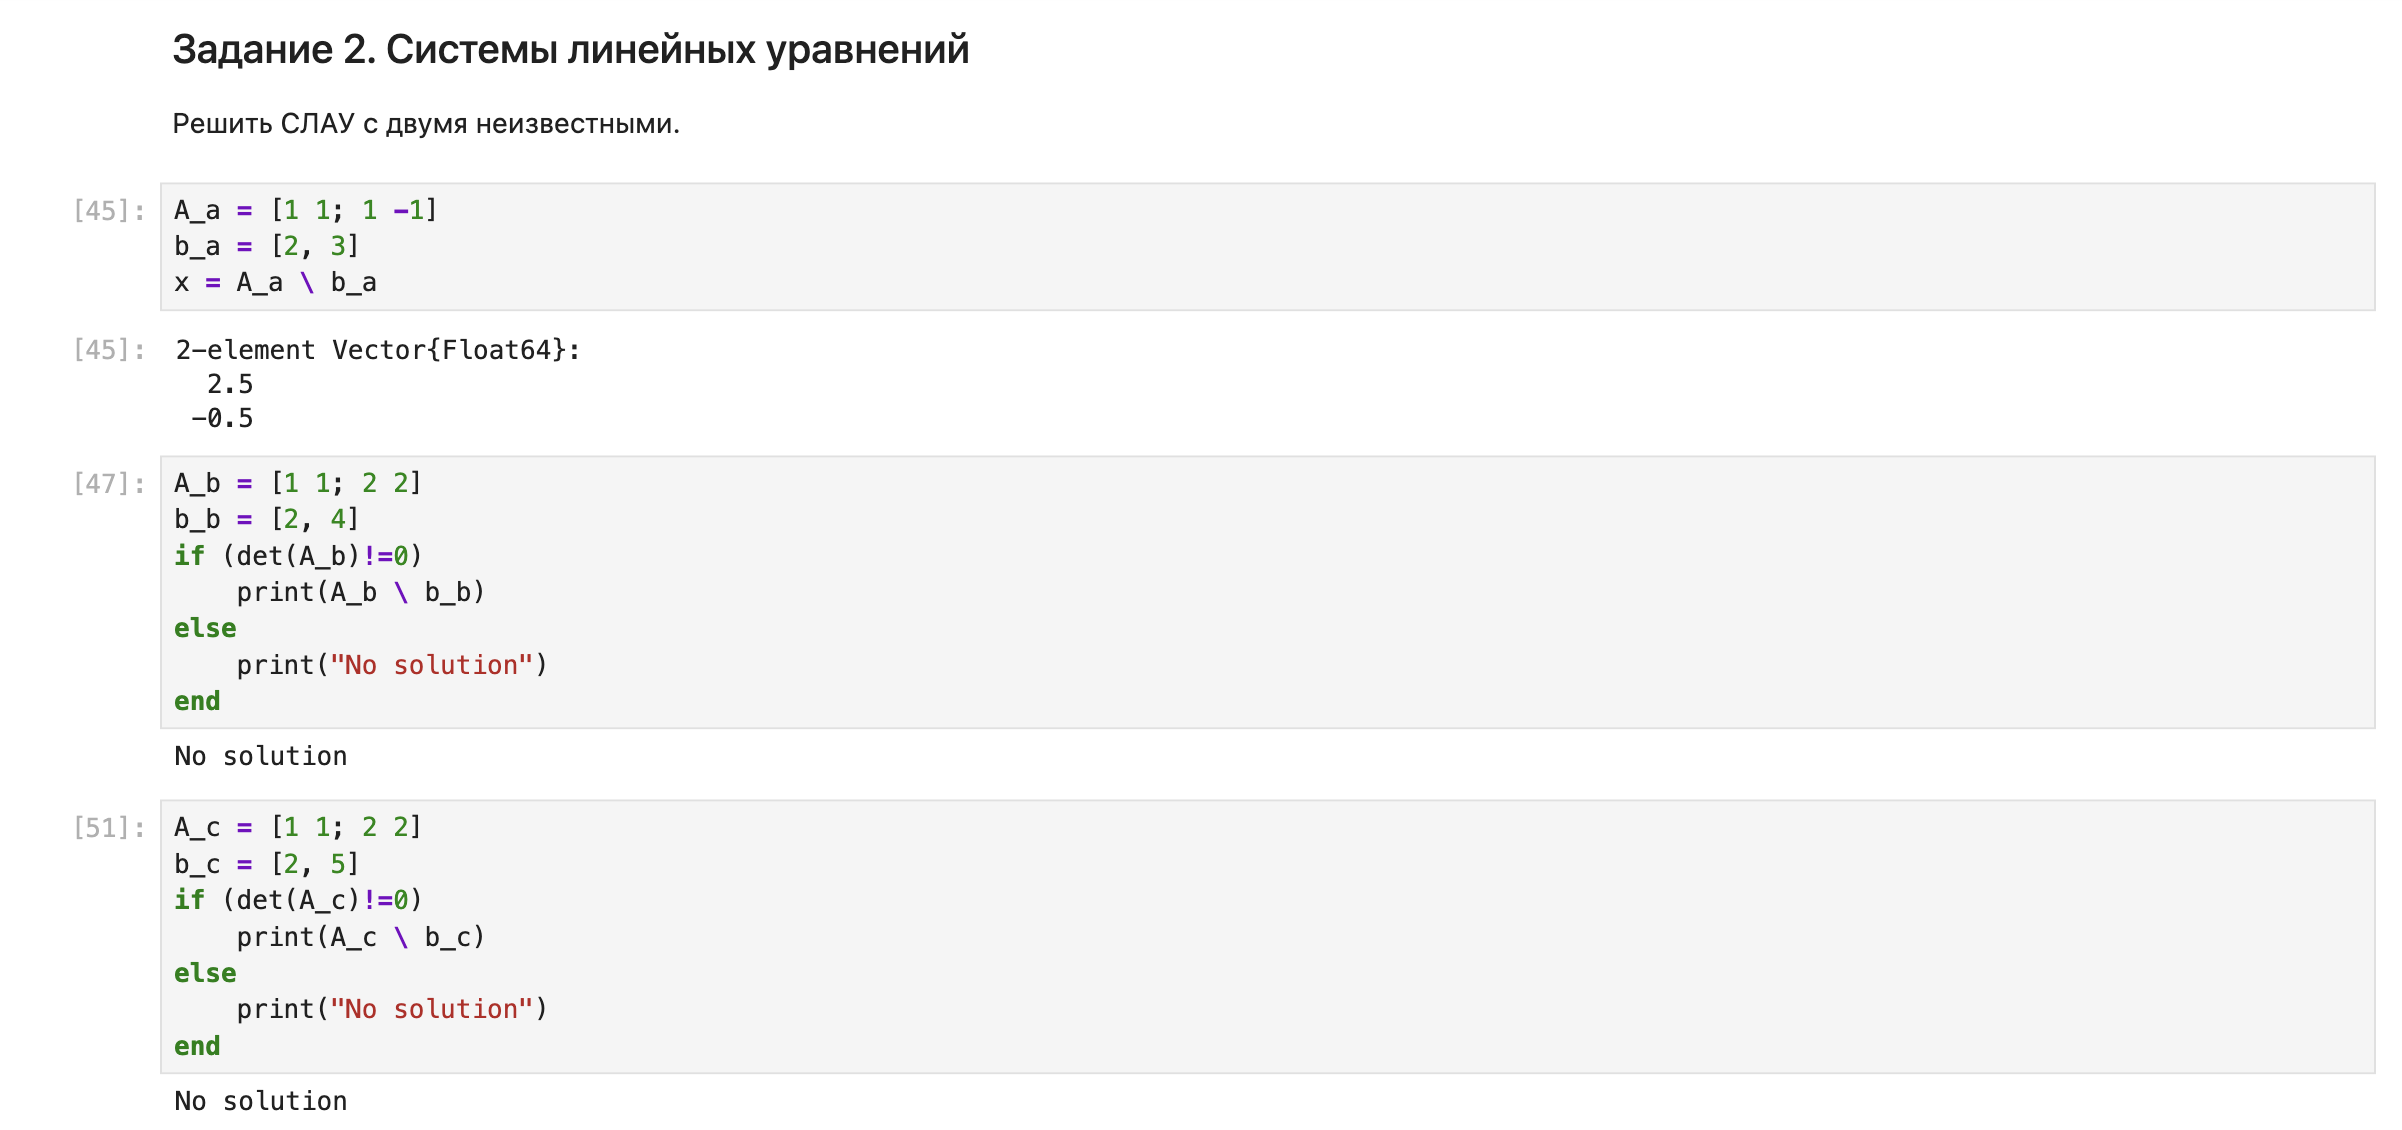 Задание 2. Системы линейных уравнений
Решить СЛАУ с двумя неизвестными.
[45]: A_a = [1 1; 1 -1]
b_a = [2, 3]
x = A_a \ b_a
[45]: 2-element Vector{Float64}:
2.5
-0.5
[47]: A_b = [1 1; 2 2]
b_b = [2, 4]
if (det(A_b)!=0)
print(A_b \ b_b)
else
print("No solution")
end
No solution
[51]: A_c = [1 1; 2 2]
b_c = [2, 5]
if (det(A_c)!=0)
print(A_c \ b_c)
else
print("No solution")
end
No solution